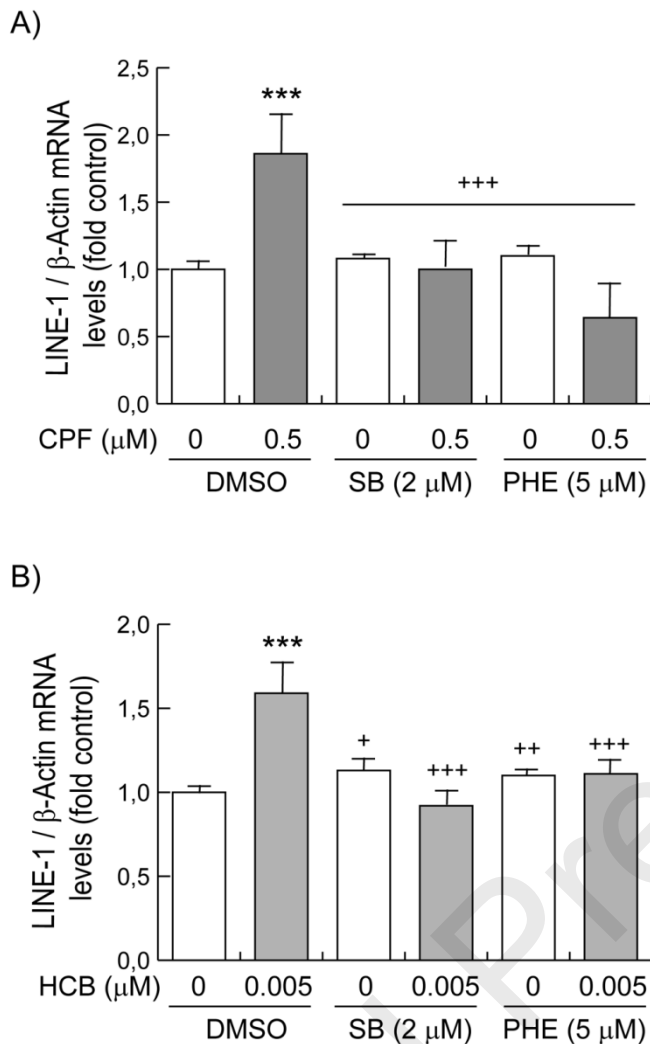 A)
LINE-1 / β-Actin mRNA
levels (fold control)
2,5
2,0
1,5
1,0
0,5
0,0
***
+++
CPF (μM) 0 0.5 0 0.5 0 0.5
DMSO SB (2 μM) PHE (5 μM)
B)
LINE-1 / β-Actin mRNA
levels (fold control)
2,0
1,5
1,0
0,5
0,0
***
+
+++
++
+++
HCB (μM) 0 0.005 0 0.005 0 0.005
DMSO SB (2 μM) PHE (5 μM)